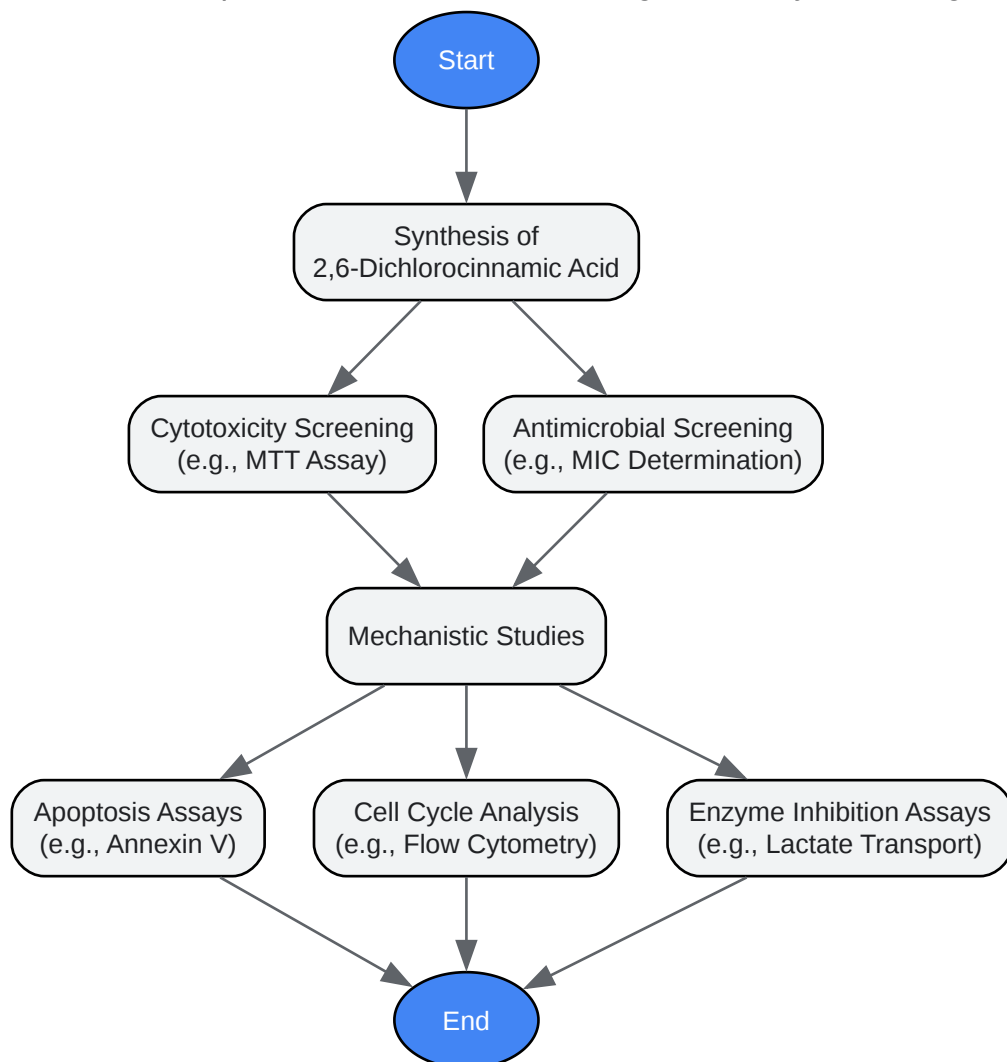 Start
Synthesis of
2,6-Dichlorocinnamic Acid
Cytotoxicity Screening
(e.g., MTT Assay)
Antimicrobial Screening
(e.g., MIC Determination)
Mechanistic Studies
Apoptosis Assays
(e.g., Annexin V)
Cell Cycle Analysis
(e.g., Flow Cytometry)
Enzyme Inhibition Assays
(e.g., Lactate Transport)
End